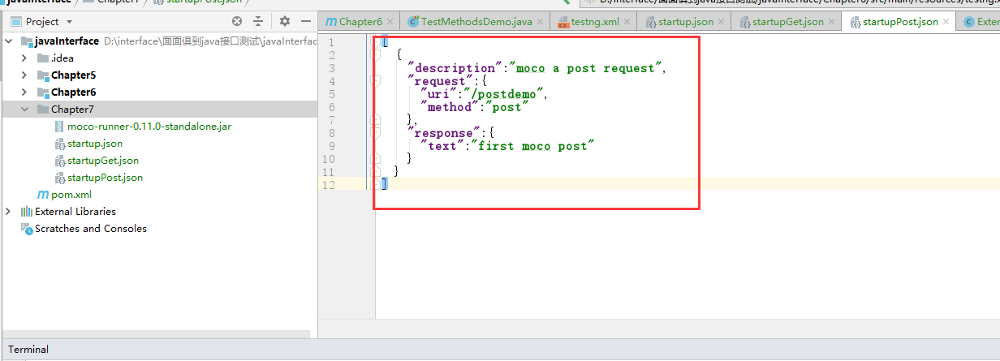 javaInterface
Chapter7
startupPost.json
Project
Chapter6
TestMethodsDemo.java
testng.xml
startup.json
startupGet.json
startupPost.json
javaInterface D:\interface\面面俱到java接口测试\javaInterfac
.idea
Chapter5
Chapter6
Chapter7
moco-runner-0.11.0-standalone.jar
startup.json
startupGet.json
startupPost.json
pom.xml
External Libraries
Scratches and Consoles
1 [
2 {
3 "description":"moco a post request",
4 "request":{
5 "uri":"/postdemo",
6 "method":"post"
7 },
8 "response":{
9 "text":"first moco post"
10 }
11 }
12 ]
Terminal